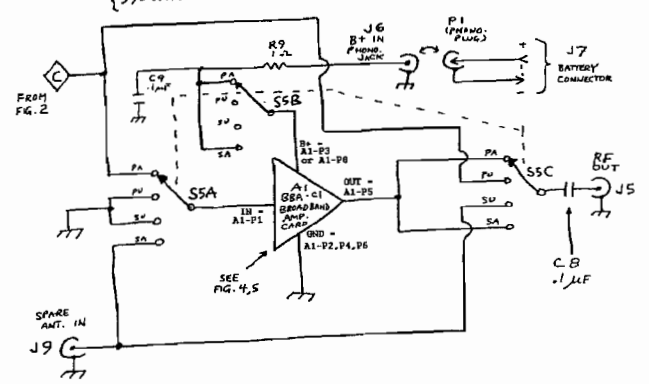 J6
B+ IN
PHONO
JACK
P1
(PHONO
PLUG)
+
-
J7
BATTERY
CONNECTOR
R9
1 Ω
C
FROM
FIG. 2
C9
.1 µF
PA
PU
SU
SA
S5B
B+ =
A1-P3
or A1-P8
PA
PU
SU
SA
S5A
IN =
A1-P1
A1
BBA-C1
BROADBAND
AMP.
CARD
OUT =
A1-P5
GND =
A1-P2,P4,P6
SEE
FIG. 4,5
PA
PU
SU
SA
S5C
RF
OUT
J5
C8
.1 µF
SPARE
ANT. IN
J9